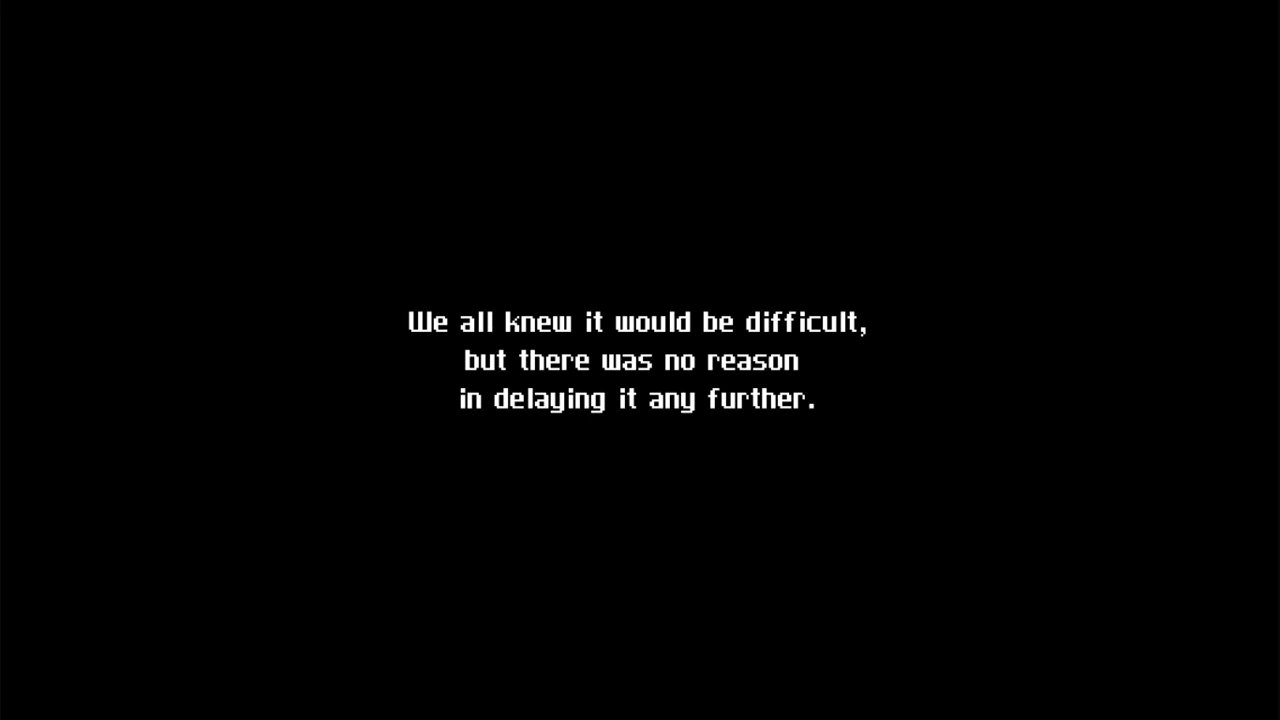 We all knew it would be difficult,
but there was no reason
in delaying it any further.